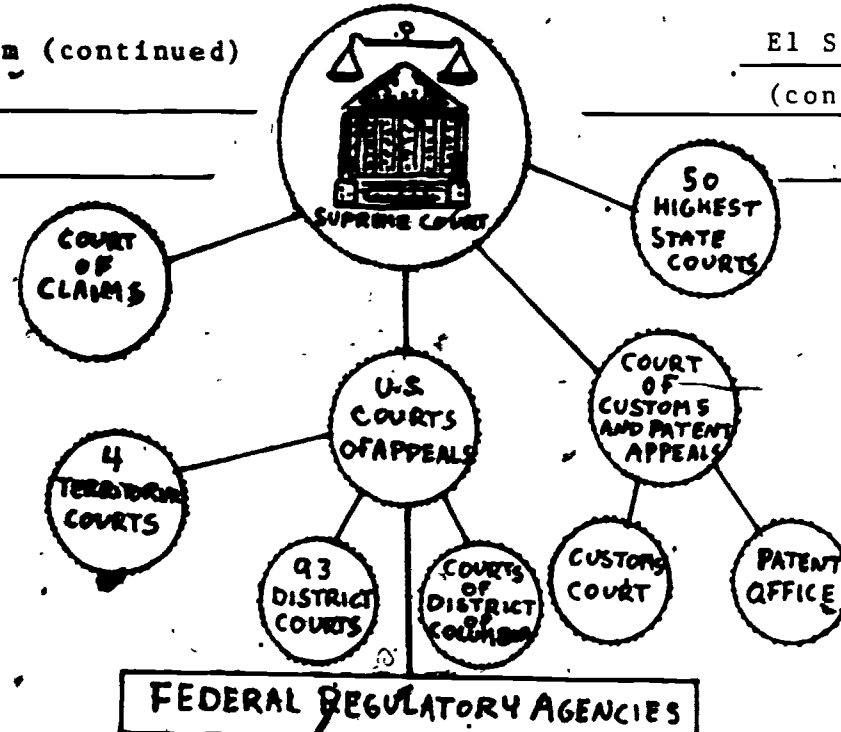 m (continued)
El S
(con
SUPREME COURT
50
HIGHEST
STATE
COURTS
COURT
OF
CLAIMS
U.S.
COURTS
OF APPEALS
COURT
OF
CUSTOMS
AND PATENT
APPEALS
4
TERRITORIAL
COURTS
93
DISTRICT
COURTS
COURTS
OF
DISTRICT
OF
COLUMBIA
CUSTOMS
COURT
PATENT
OFFICE
FEDERAL REGULATORY AGENCIES